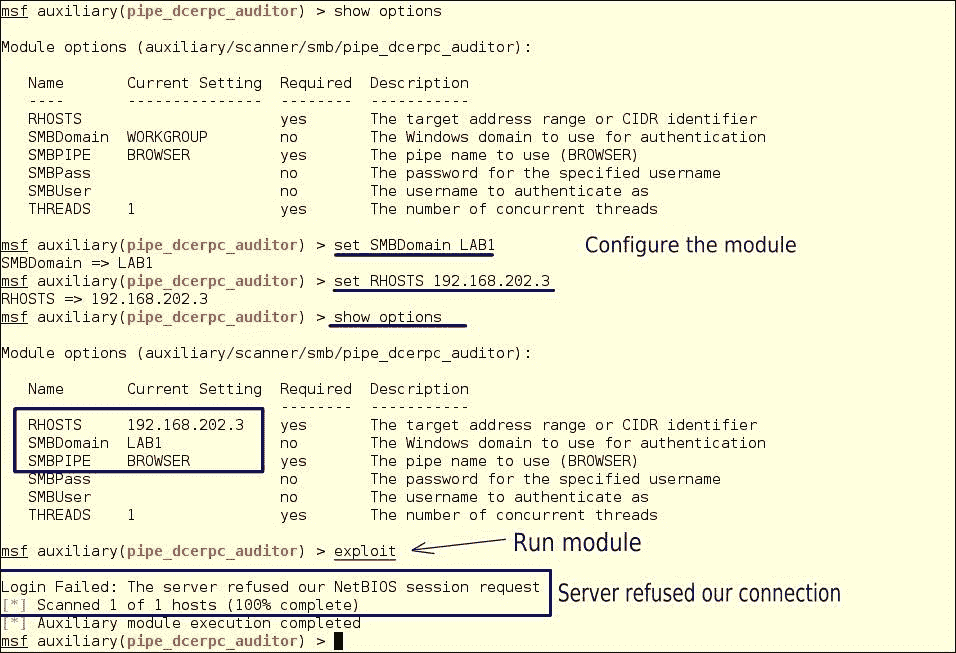 msf auxiliary(pipe_dcerpc_auditor) > show options
Module options (auxiliary/scanner/smb/pipe_dcerpc_auditor):
Name Current Setting Required Description
---- --------------- -------- -----------
RHOSTS yes The target address range or CIDR identifier
SMBDomain WORKGROUP no The Windows domain to use for authentication
SMBPIPE BROWSER yes The pipe name to use (BROWSER)
SMBPass no The password for the specified username
SMBUser no The username to authenticate as
THREADS 1 yes The number of concurrent threads
msf auxiliary(pipe_dcerpc_auditor) > set SMBDomain LAB1 Configure the module
SMBDomain => LAB1
msf auxiliary(pipe_dcerpc_auditor) > set RHOSTS 192.168.202.3
RHOSTS => 192.168.202.3
msf auxiliary(pipe_dcerpc_auditor) > show options
Module options (auxiliary/scanner/smb/pipe_dcerpc_auditor):
Name Current Setting Required Description
-------- -----------
RHOSTS 192.168.202.3 yes The target address range or CIDR identifier
SMBDomain LAB1 no The Windows domain to use for authentication
SMBPIPE BROWSER yes The pipe name to use (BROWSER)
SMBPass no The password for the specified username
SMBUser no The username to authenticate as
THREADS 1 yes The number of concurrent threads
msf auxiliary(pipe_dcerpc_auditor) > exploit Run module
Login Failed: The server refused our NetBIOS session request Server refused our connection
[*] Scanned 1 of 1 hosts (100% complete)
[*] Auxiliary module execution completed
msf auxiliary(pipe_dcerpc_auditor) >